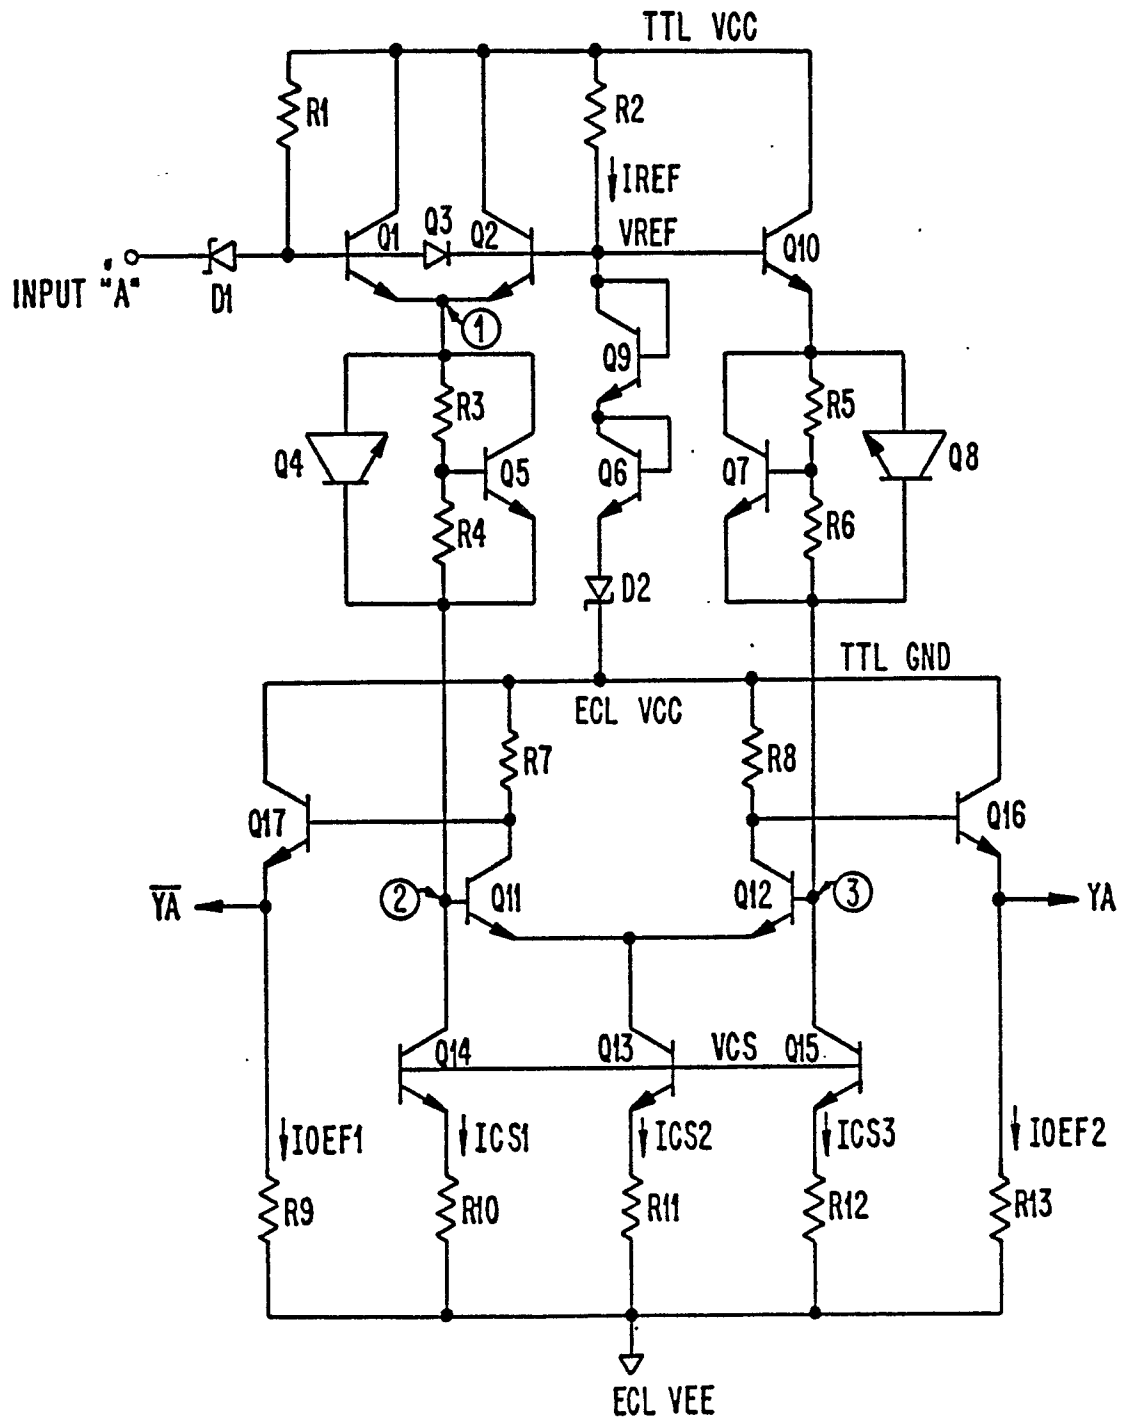 TTL VCC
R1
R2
IREF
Q1
Q3
Q2
VREF
Q10
INPUT "A"
D1
1
Q9
R3
R5
Q4
Q5
Q6
Q7
Q8
R4
R6
D2
TTL GND
ECL VCC
R7
R8
Q17
Q16
YA
2
Q11
Q12
3
YA
Q14
Q13
VCS
Q15
IOEF1
ICS1
ICS2
ICS3
IOEF2
R9
R10
R11
R12
R13
ECL VEE